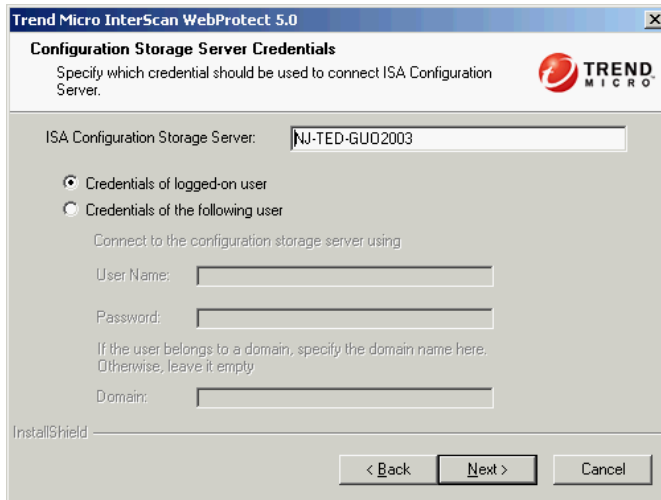 Trend Micro InterScan WebProtect 5.0
Configuration Storage Server Credentials
Specify which credential should be used to connect ISA Configuration
Server.
TREND
MICRO
ISA Configuration Storage Server:
NJ-TED-GUO2003
Credentials of logged-on user
Credentials of the following user
Connect to the configuration storage server using
User Name:
Password:
If the user belongs to a domain, specify the domain name here.
Otherwise, leave it empty
Domain:
InstallShield
< Back
Next >
Cancel